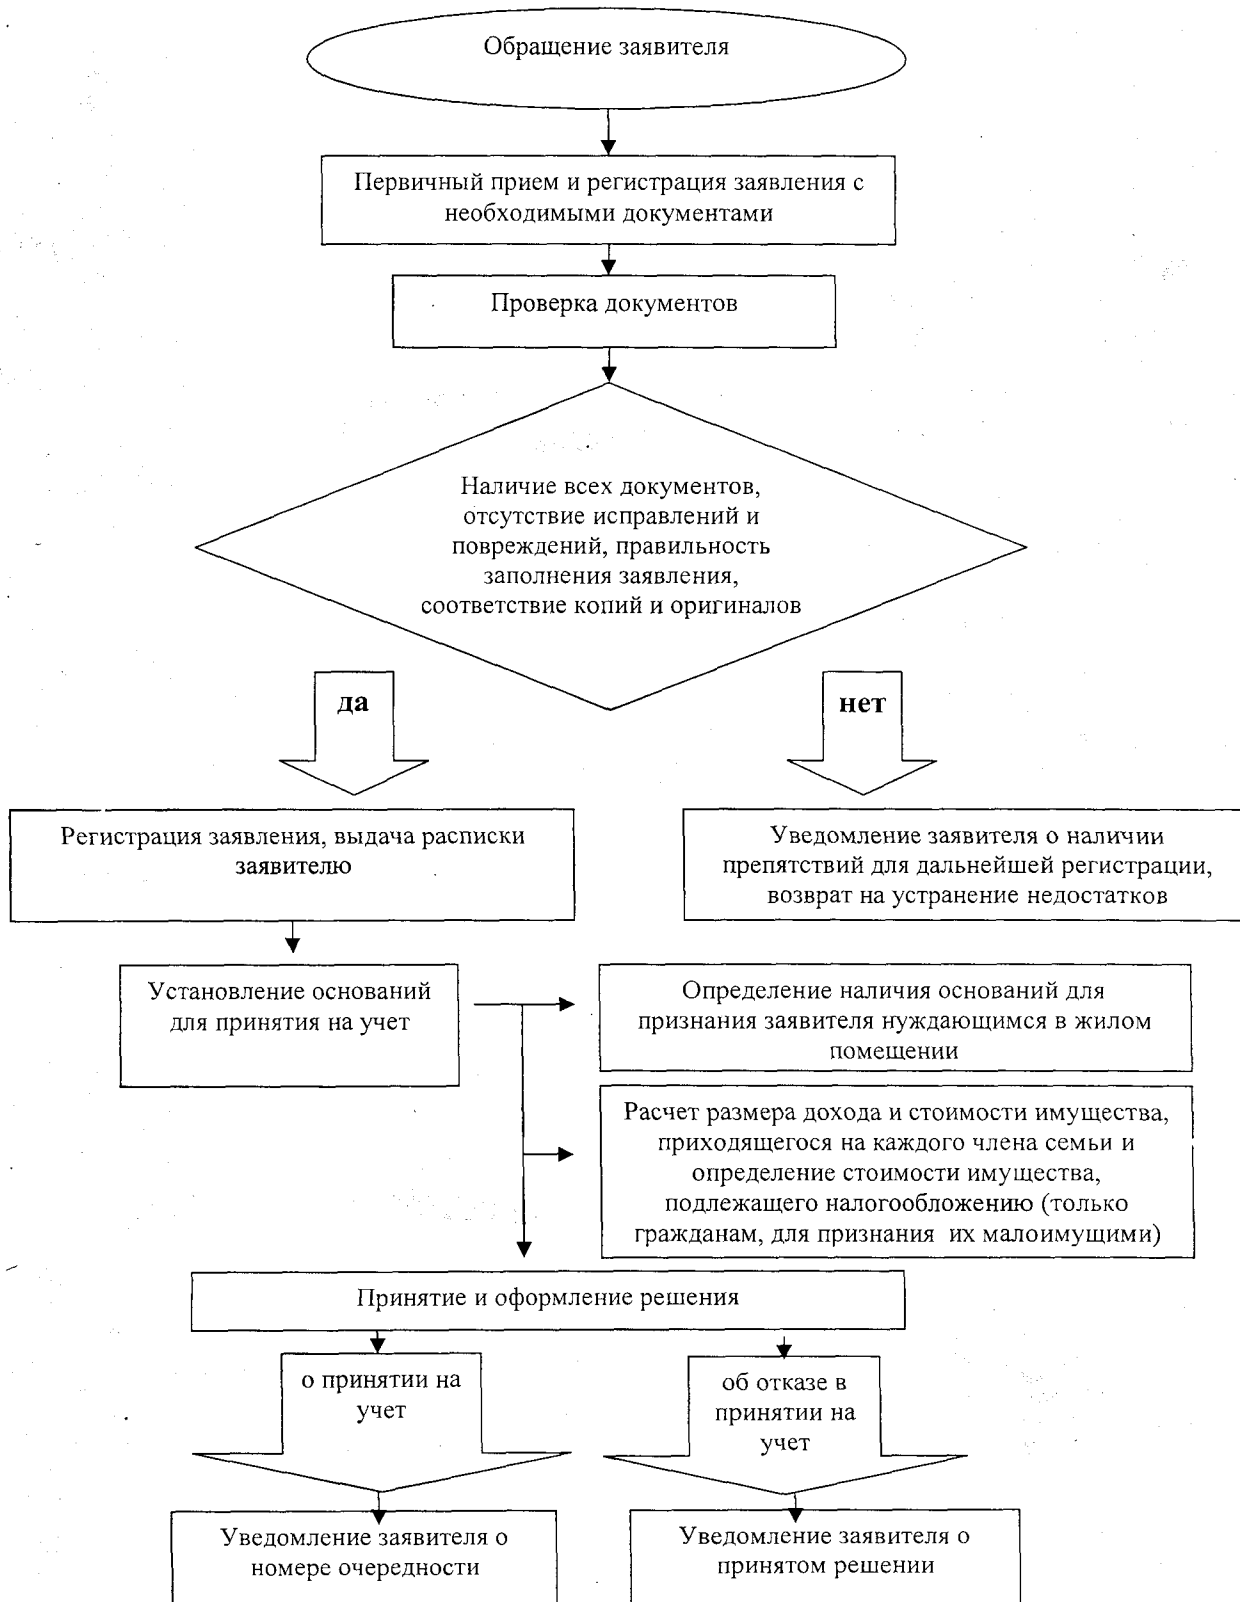 Обращение заявителя
Первичный прием и регистрация заявления с
необходимыми документами
Проверка документов
Наличие всех документов,
отсутствие исправлений и
повреждений, правильность
заполнения заявления,
соответствие копий и оригиналов
да
нет
Регистрация заявления, выдача расписки
заявителю
Уведомление заявителя о наличии
препятствий для дальнейшей регистрации,
возврат на устранение недостатков
Установление оснований
для принятия на учет
Определение наличия оснований для
признания заявителя нуждающимся в жилом
помещении
Расчет размера дохода и стоимости имущества,
приходящегося на каждого члена семьи и
определение стоимости имущества,
подлежащего налогообложению (только
гражданам, для признания их малоимущими)
Принятие и оформление решения
о принятии на
учет
об отказе в
принятии на
учет
Уведомление заявителя о
номере очередности
Уведомление заявителя о
принятом решении